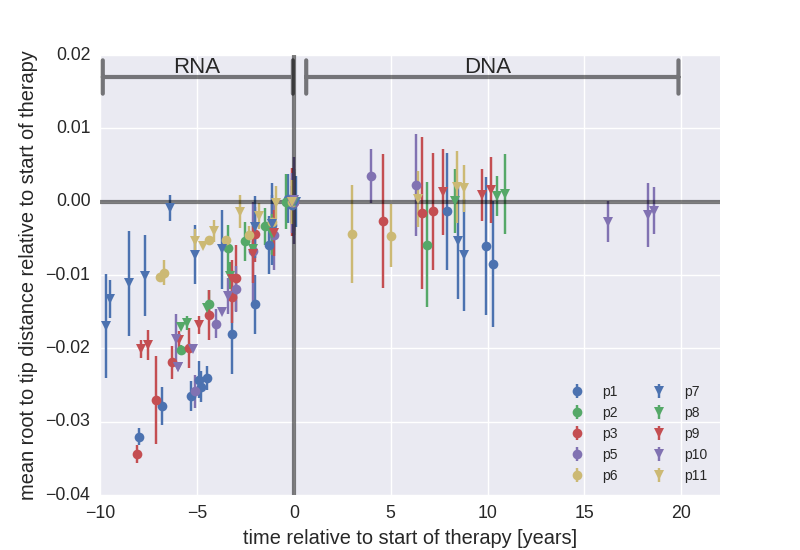 RNA DNA
0.02
0.01
0.00
−0.01
−0.02
−0.03
−0.04
mean root to tip distance relative to start of therapy
p1 p7
p2 p8
p3 p9
p5 p10
p6 p11
−10 −5 0 5 10 15 20
time relative to start of therapy [years]